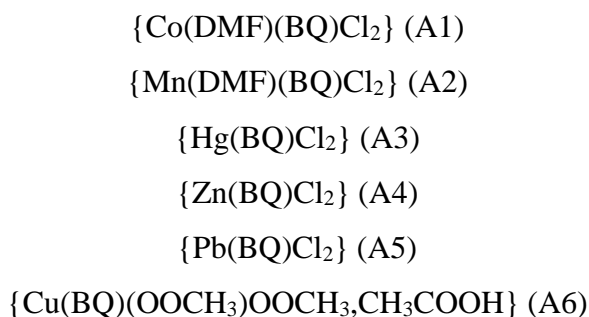 {Co(DMF)(BQ)Cl₂} (A1)
{Mn(DMF)(BQ)Cl₂} (A2)
{Hg(BQ)Cl₂} (A3)
{Zn(BQ)Cl₂} (A4)
{Pb(BQ)Cl₂} (A5)
{Cu(BQ)(OOCH₃)OOCH₃,CH₃COOH} (A6)